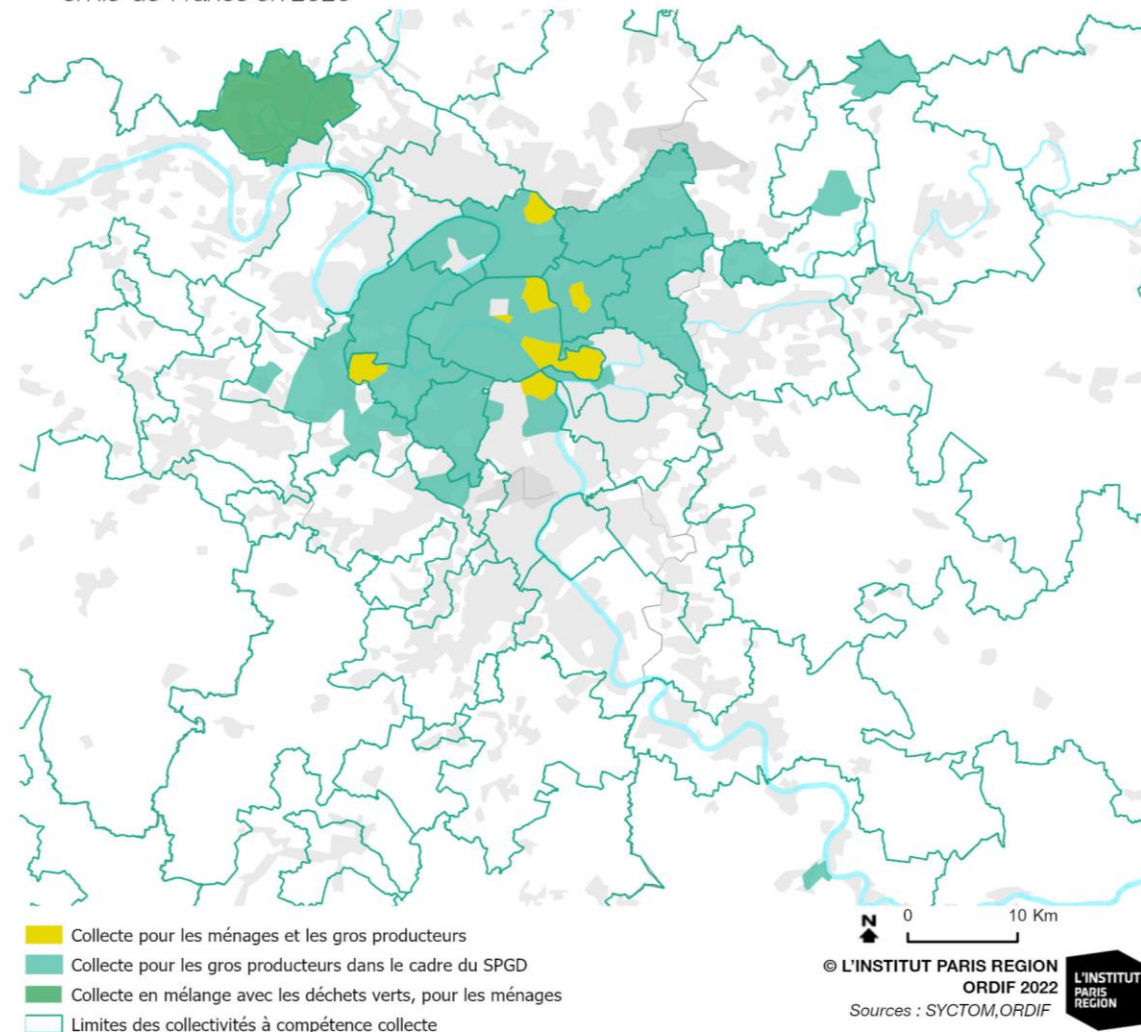 Collecte pour les ménages et les gros producteurs
Collecte pour les gros producteurs dans le cadre du SPGD
Collecte en mélange avec les déchets verts, pour les ménages
Limites des collectivités à compétence collecte
N
0 10 Km
© L'INSTITUT PARIS REGION
ORDIF 2022
Sources : SYCTOM,ORDIF
L'INSTITUT
PARIS
REGION